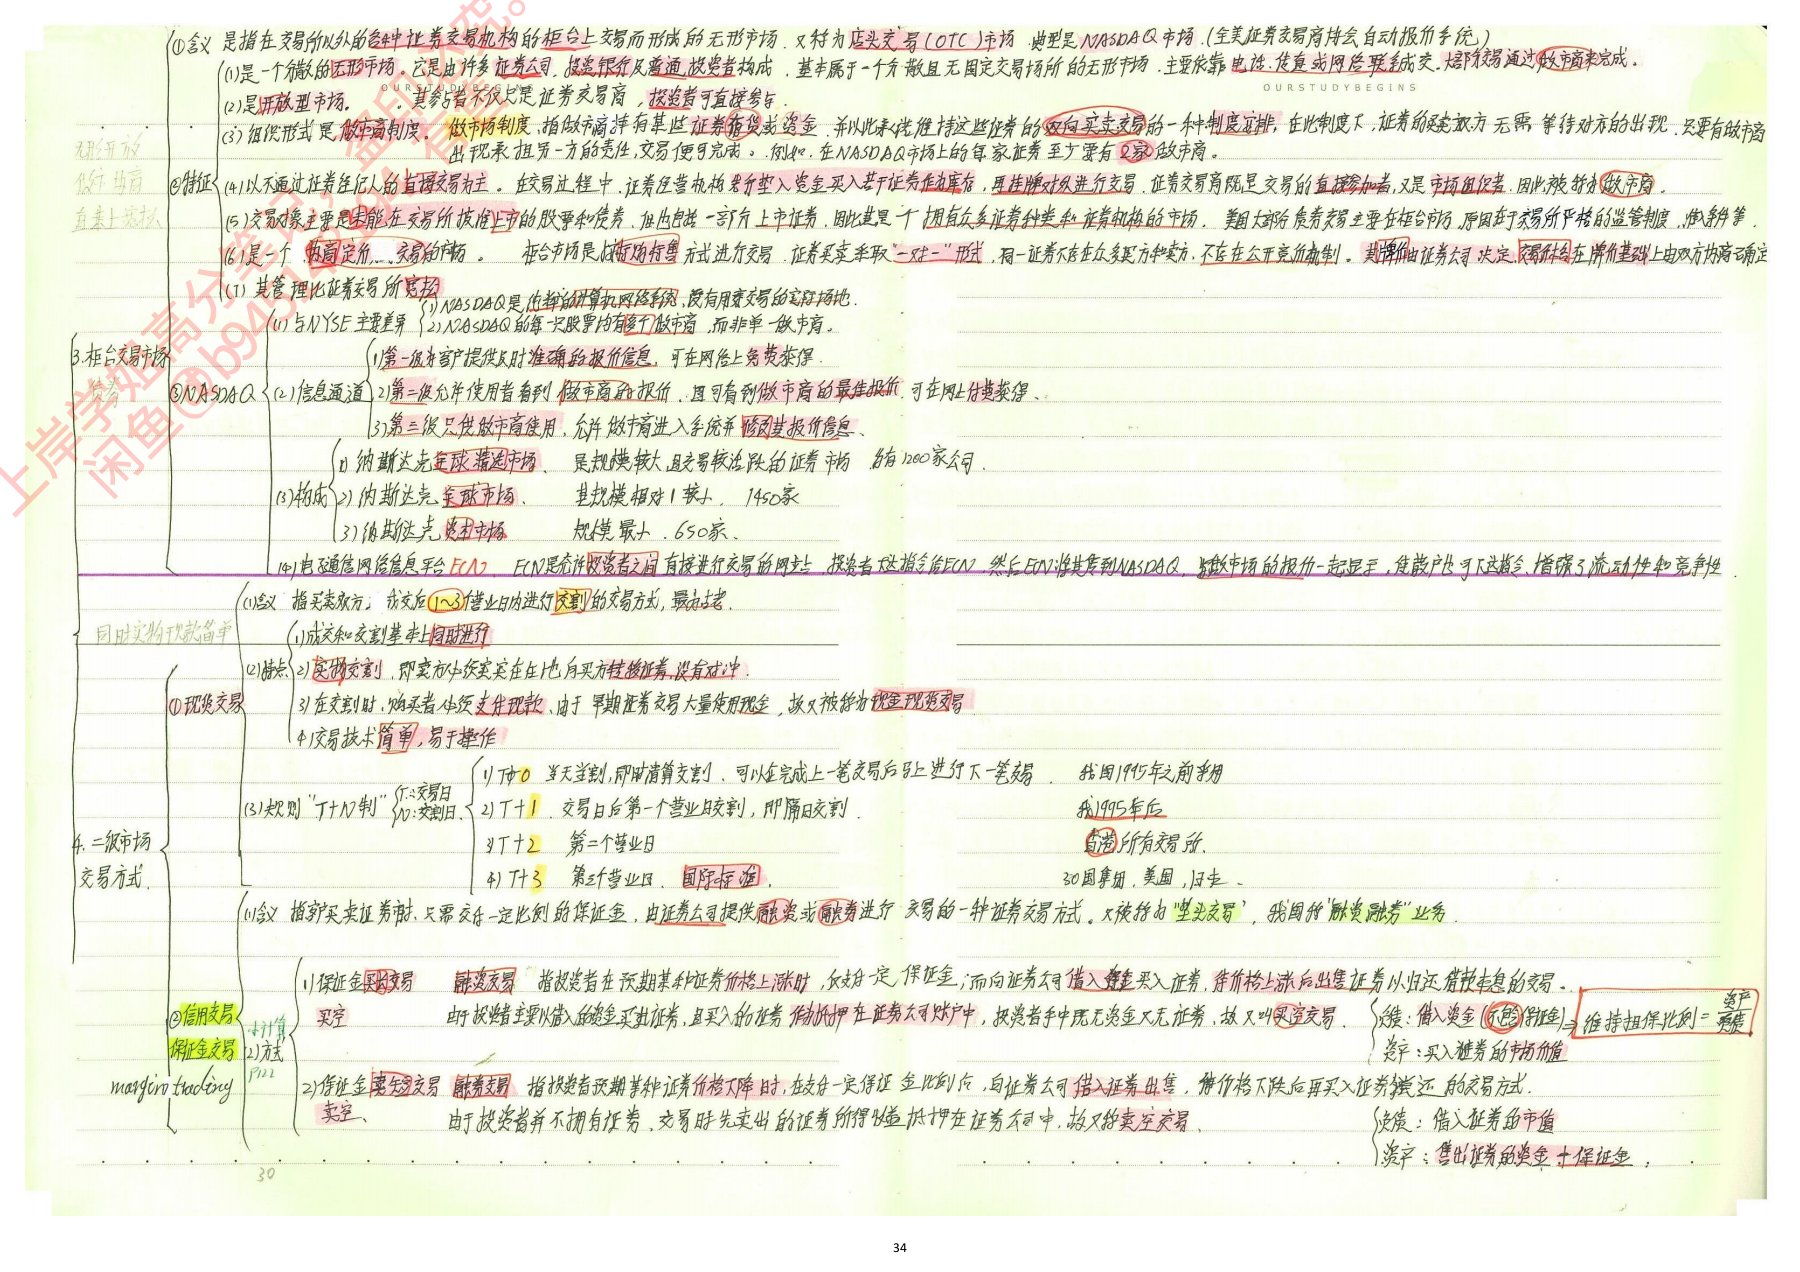 ①含义 是指在交易所以外的各种证券交易机构的柜台上交易而形成的无形市场.又称为店头交易(OTC)市场 典型是NASDAQ市场.(全美证券交易商协会自动报价系统)
(1)是一个分散的无形市场.它是由许多证券公司、投资银行及普通投资者构成.基本属于一个分散且无固定交易场所的无形市场.主要依靠电话、传真或网络联系成交.大部分交易通过做市商来完成。
OURSTUDYBEGINS
OURSTUDYBEGINS
(2)是开放型市场。其参与者不仅只是证券交易商,投资者可直接参与.
(3)组织形式是做市商制度。做市场制度,指做市商持有某些证券存货或资金,并以此来维持这些证券的双向买卖交易的一种制度安排,在此制度下,证券的买卖双方无需等待对方的出现.只要有做市商
出现承担另一方的责任,交易便可完成。例如.在NASDAQ市场上的每家证券至少要有2家做市商。
无形开放
做市商
②特征
(4)以不通过证券经纪人的直接交易为主。在交易过程中.证券经营机构先行垫入资金买入若干证券作为库存,再挂牌对外进行交易.证券交易商既是交易的直接参加者,又是市场组织者.因此被称为做市商.
(5)交易对象主要是未能在交易所批准上市的股票和债券.但也包括一部分上市证券.因此其是一个拥有众多证券种类和证券机构的市场.美国大部分债券交易主要在柜台市场.原因在于交易所严格的监管制度.准入条件等.
(6)是一个协商定价....交易的市场。柜台市场是以标购标售方式进行交易.证券买卖采取"一对一"形式.同一证券不存在众多买方和卖方,不存在公开竞价机制。其牌价由证券公司决定,交易价格在牌价基础上由双方协商而确定
(7)其管理比证券交易所宽松
(1)与NYSE主要差异
1)NASDAQ是庞大的计算机网络系统,没有用来交易的实际场地.
2)NASDAQ的每一只股票均有多个做市商,而非单一做市商。
3.柜台交易市场
债券
③NASDAQ
(2)信息通道
1)第一级为客户提供及时准确的报价信息.可在网络上免费获得.
2)第二级允许使用者看到做市商的报价.且可看到做市商的最佳报价.可在网上付费获得.
3)第三级只供做市商使用.允许做市商进入系统并修改其报价信息、
(3)构成
1)纳斯达克全球精选市场、是规模较大且交易较活跃的证券市场 约有1200家公司.
2)纳斯达克全球市场、其规模相对较小.1450家
3)纳斯达克资本市场 规模最小.650家、
(4)电子通信网络信息平台ECN.ECN是允许投资者之间直接进行交易的网站.投资者下达指令给ECN.然后ECN将其传到NASDAQ.与做市场的报价一起显示.使散户也可下达指令.增强了流动性和竞争性.
4.二级市场
交易方式.
同时实物现款简单
①现货交易
(1)含义 指买卖双方,成交后1~3个营业日内进行交割的交易方式,最古老.
(2)特点
1)成交和交割基本上同时进行
2)实物交割.即卖方必须实实在在地向买方转移证券,没有对冲.
3)在交割时.购买者必须支付现款、由于早期证券交易大量使用现金,故又被称为现金现货交易
4)交易技术简单,易于操作
(3)规则"T+N制"
T:交易日
N:交割日.
1)T+0 当天交割,即时清算交割.可以在完成上一笔交易后马上进行下一笔交易.我国1995年之前采用
2)T+1.交易日后第一个营业日交割,即隔日交割.我1995年后
3)T+2 第二个营业日 香港所有交易所、
4)T+3 第三个营业日.国际标准.30国集团.美国,日本、
②信用交易
保证金交易
margin trading
(1)含义 指客户买卖证券时.只需交付一定比例的保证金,由证券公司提供融资或融券进行交易的一种证券交易方式。又被称为"垫头交易",我国称"融资融券"业务.
(2)方式
计算
P122
1)保证金买空交易 融资交易 指投资者在预期某种证券价格上涨时,仅支付一定保证金,而向证券公司借入资金买入证券,待价格上涨后出售证券以归还借款本息的交易。
买空 由于投资者主要以借入的资金买进证券,且买入的证券作为抵押在证券公司账户中,投资者手中既无资金又无证券,故又叫买空交易.
负债:借入资金(不包含保证金)
资产:买入证券的市场价值
⇒维持担保比例=资产/负债
2)保证金卖空交易 融券交易 指投资者预期某种证券价格下降时,在支付一定保证金比例后,向证券公司借入证券出售,待价格下跌后再买入证券偿还的交易方式.
卖空、由于投资者并不拥有证券、交易时先卖出的证券所得收益抵押在证券公司中.故又称卖空交易.
负债:借入证券的市值
资产:售出证券的资金+保证金;
30
34
上岸学姐高分笔记
闲鱼@b9451